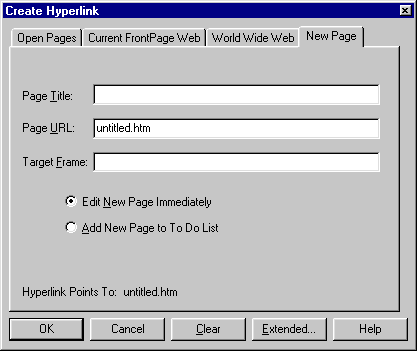 Create Hyperlink
Open Pages Current FrontPage Web World Wide Web New Page
Page Title:
Page URL: untitled.htm
Target Frame:
Edit New Page Immediately
Add New Page to To Do List
Hyperlink Points To: untitled.htm
OK Cancel Clear Extended... Help